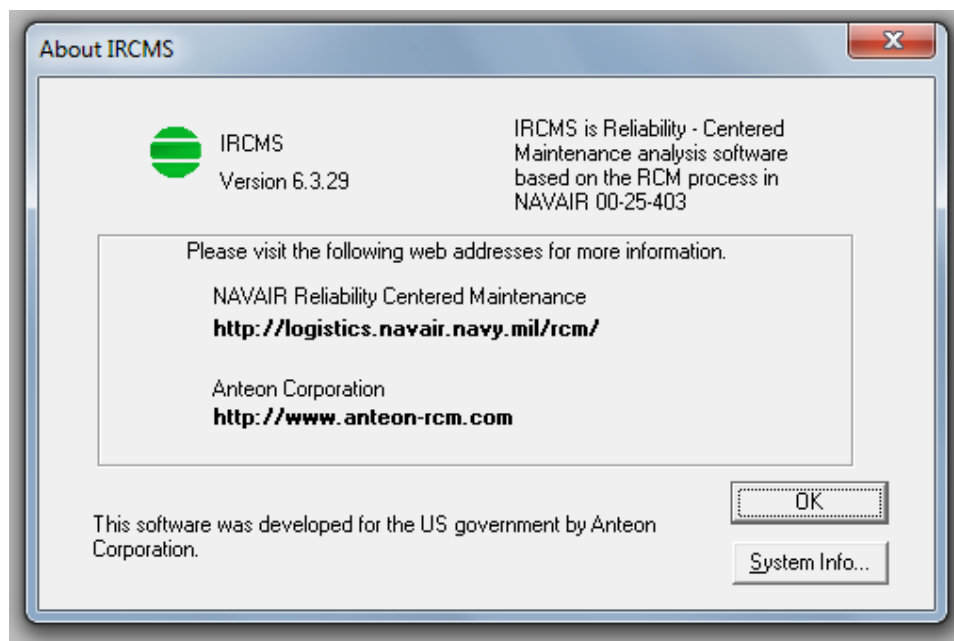 About IRCMS
IRCMS
Version 6.3.29
IRCMS is Reliability - Centered
Maintenance analysis software
based on the RCM process in
NAVAIR 00-25-403
Please visit the following web addresses for more information.
NAVAIR Reliability Centered Maintenance
http://logistics.navair.navy.mil/rcm/
Anteon Corporation
http://www.anteon-rcm.com
This software was developed for the US government by Anteon
Corporation.
OK
System Info...